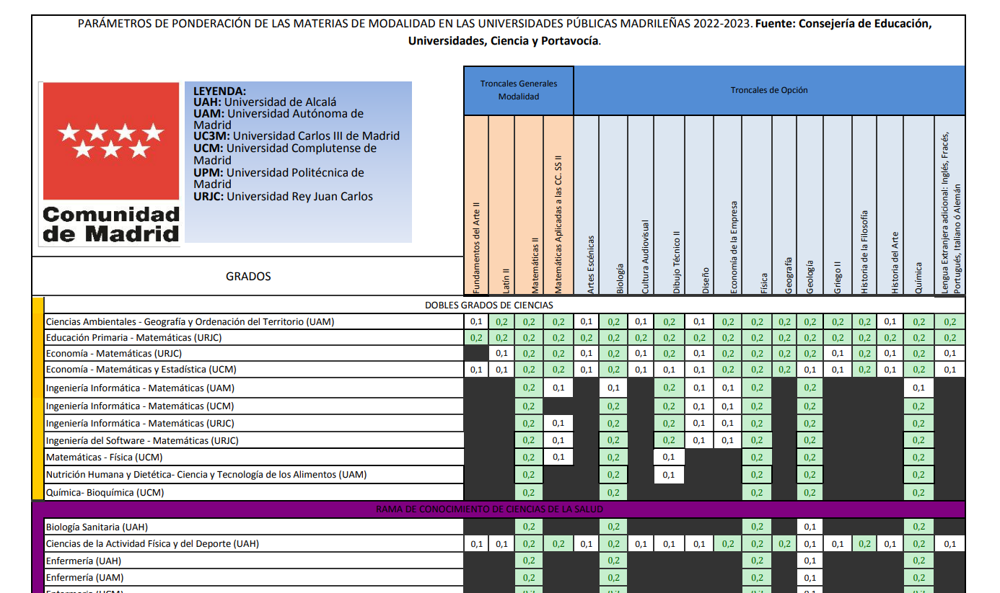 PARÁMETROS DE PONDERACIÓN DE LAS MATERIAS DE MODALIDAD EN LAS UNIVERSIDADES PÚBLICAS MADRILEÑAS 2022-2023. Fuente: Consejería de Educación,
Universidades, Ciencia y Portavocía.
Comunidad
de Madrid
LEYENDA:
UAH: Universidad de Alcalá
UAM: Universidad Autónoma de
Madrid
UC3M: Universidad Carlos III de Madrid
UCM: Universidad Complutense de
Madrid
UPM: Universidad Politécnica de
Madrid
URJC: Universidad Rey Juan Carlos
Troncales Generales
Modalidad
Troncales de Opción
GRADOS
Fundamentos del Arte II
Latín II
Matemáticas II
Matemáticas Aplicadas a las CC. SS II
Artes Escénicas
Biología
Cultura Audiovisual
Dibujo Técnico II
Diseño
Economía de la Empresa
Física
Geografía
Geología
Griego II
Historia de la Filosofía
Historia del Arte
Química
Lengua Extranjera adicional: Inglés, Fracés,
Portugués, Italiano ó Alemán
DOBLES GRADOS DE CIENCIAS
Ciencias Ambientales - Geografía y Ordenación del Territorio (UAM) 0,1 0,2 0,2 0,2 0,1 0,2 0,1 0,2 0,1 0,2 0,2 0,2 0,2 0,2 0,2 0,1 0,2 0,2
Educación Primaria - Matemáticas (URJC) 0,2 0,2 0,2 0,2 0,2 0,2 0,2 0,2 0,2 0,2 0,2 0,2 0,2 0,2 0,2 0,2 0,2 0,2
Economía - Matemáticas (URJC) 0,1 0,2 0,2 0,1 0,2 0,1 0,2 0,1 0,2 0,2 0,2 0,2 0,1 0,2 0,1 0,2 0,1
Economía - Matemáticas y Estadística (UCM) 0,1 0,1 0,2 0,2 0,1 0,2 0,1 0,1 0,1 0,2 0,2 0,2 0,1 0,1 0,2 0,1 0,2 0,1
Ingeniería Informática - Matemáticas (UAM) 0,2 0,1 0,1 0,2 0,1 0,1 0,2 0,2 0,1
Ingeniería Informática - Matemáticas (UCM) 0,2 0,2 0,2 0,1 0,1 0,2 0,2 0,2
Ingeniería Informática - Matemáticas (URJC) 0,2 0,1 0,2 0,2 0,1 0,1 0,2 0,2 0,2
Ingeniería del Software - Matemáticas (URJC) 0,2 0,1 0,2 0,2 0,1 0,1 0,2 0,2 0,2
Matemáticas - Física (UCM) 0,2 0,1 0,2 0,1 0,2 0,2 0,2
Nutrición Humana y Dietética- Ciencia y Tecnología de los Alimentos (UAM) 0,2 0,2 0,1 0,2 0,2 0,2
Química- Bioquímica (UCM) 0,2 0,2 0,2 0,2 0,2
RAMA DE CONOCIMIENTO DE CIENCIAS DE LA SALUD
Biología Sanitaria (UAH) 0,2 0,2 0,2 0,1 0,2
Ciencias de la Actividad Física y del Deporte (UAH) 0,1 0,1 0,2 0,2 0,1 0,2 0,1 0,1 0,1 0,2 0,2 0,2 0,1 0,1 0,2 0,1 0,2 0,1
Enfermería (UAH) 0,2 0,2 0,2 0,1 0,2
Enfermería (UAM) 0,2 0,2 0,2 0,1 0,2